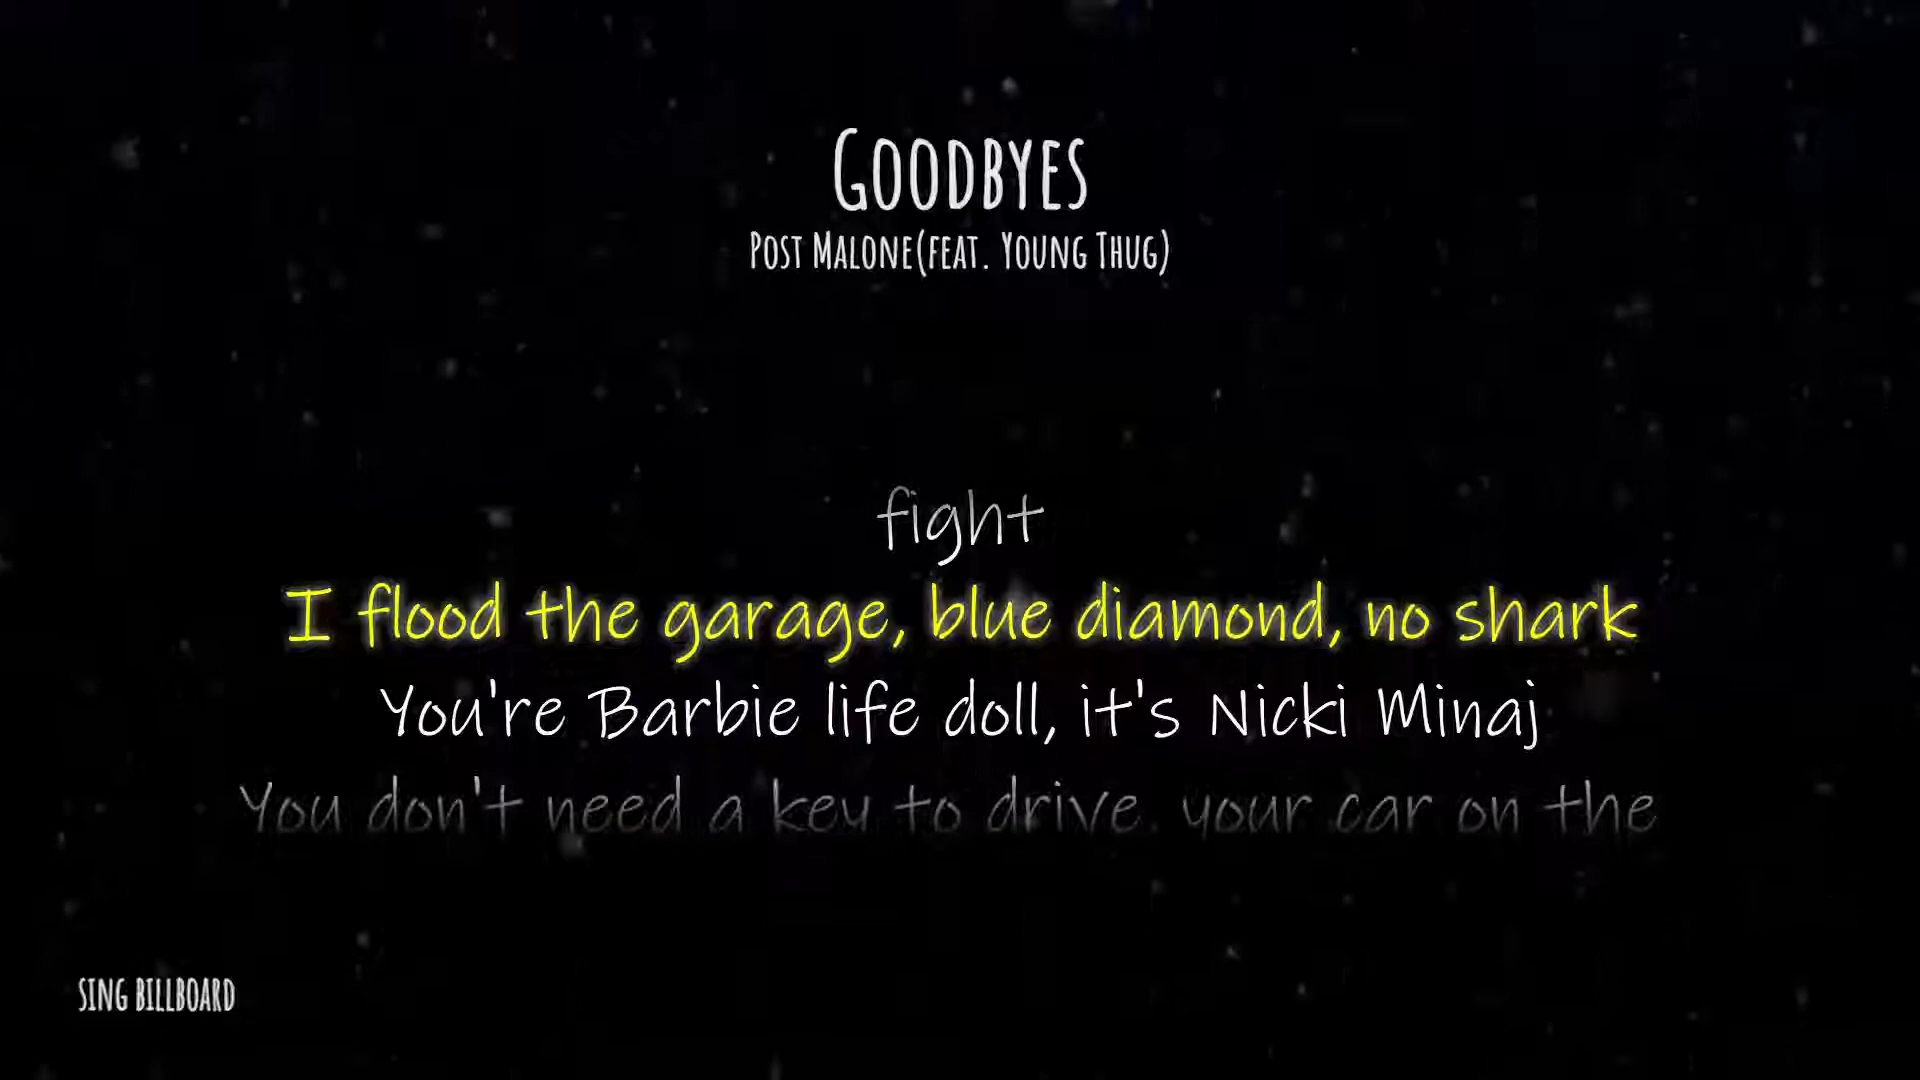 GOODBYES
POST MALONE(FEAT. YOUNG THUG)
fight
I flood the garage, blue diamond, no shark
You're Barbie life doll, it's Nicki Minaj
You don't need a key to drive, your car on the
SING BILLBOARD